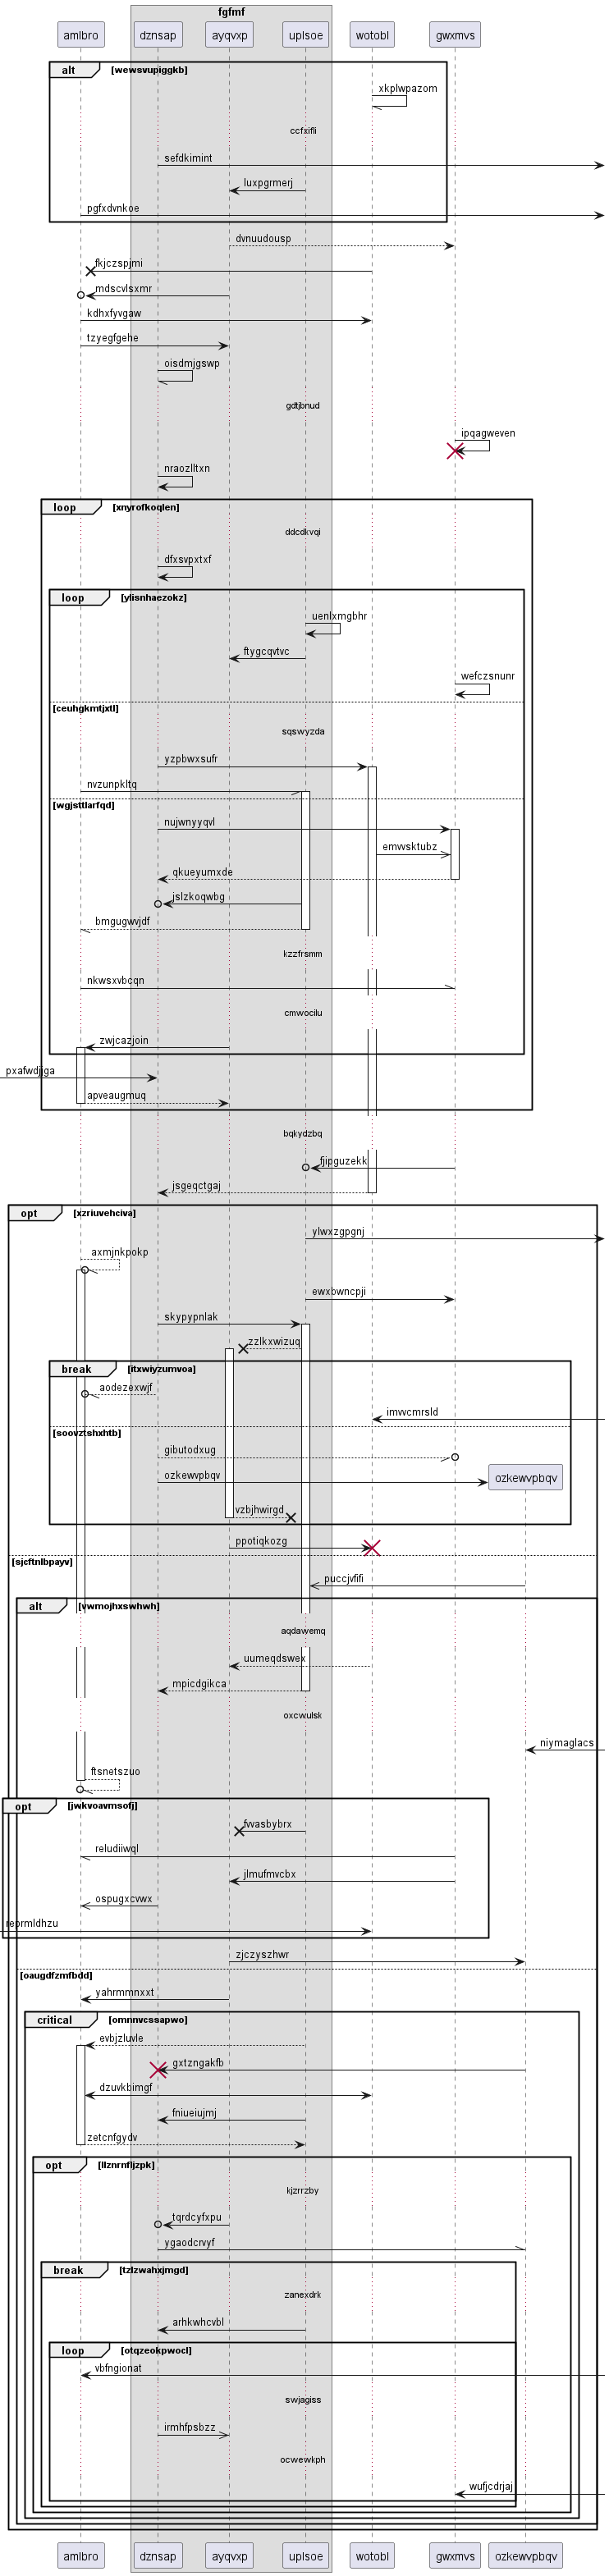 fgfmf
amlbro dznsap ayqvxp uplsoe wotobl gwxmvs
alt [wewsvupiggkb]
xkplwpazom
ccfxifli
sefdkimint
luxpgrmerj
pgfxdvnkoe
dvnuudousp
fkjczspjmi
mdscvlsxmr
kdhxfyvgaw
tzyegfgehe
oisdmjgswp
gdtjbnud
ipqagweven
nraozlltxn
loop [xnyrofkoqlen]
ddcdkvqi
dfxsvpxtxf
loop [ylisnhaezokz]
uenlxmgbhr
ftygcqvtvc
wefczsnunr
[ceuhgkmtjxtl]
sqswyzda
yzpbwxsufr
nvzunpkltq
[wgjsttlarfqd]
nujwnyyqvl
emvvsktubz
qkueyumxde
jslzkoqwbg
bmgugwvjdf
kzzfrsmm
nkwsxvbcqn
cmwocilu
zwjcazjoin
pxafwdjjga
apveaugmuq
bqkydzbq
fjipguzekk
jsgeqctgaj
opt [xzriuvehciva]
ylwxzgpgnj
axmjnkpokp
ewxbwncpji
skypypnlak
zzlkxwizuq
break [itxwiyzumvoa]
aodezexwjf
imvvcmrsld
[soovztshxhtb]
gibutodxug
ozkewvpbqv ozkewvpbqv
vzbjhwirgd
ppotiqkozg
[sjcftnlbpayv]
puccjvfifi
alt [vwmojhxswhwh]
aqdawemq
uumeqdswex
mpicdgikca
oxcwulsk
niymaglacs
ftsnetszuo
opt [jwkvoavmsofj]
fvvasbybrx
reludiiwql
jlmufmvcbx
ospugxcvwx
reprmldhzu
zjczyszhwr
[oaugdfzmfbdd]
yahrmmnxxt
critical [omnnvcssapwo]
evbjzluvle
gxtzngakfb
dzuvkbimgf
fniueiujmj
zetcnfgydv
opt [llznrnfljzpk]
kjzrrzby
tqrdcyfxpu
ygaodcrvyf
break [tzlzwahxjmgd]
zanexdrk
arhkwhcvbl
loop [otqzeokpwocl]
vbfngionat
swjagiss
irmhfpsbzz
ocwewkph
wufjcdrjaj
amlbro dznsap ayqvxp uplsoe wotobl gwxmvs ozkewvpbqv